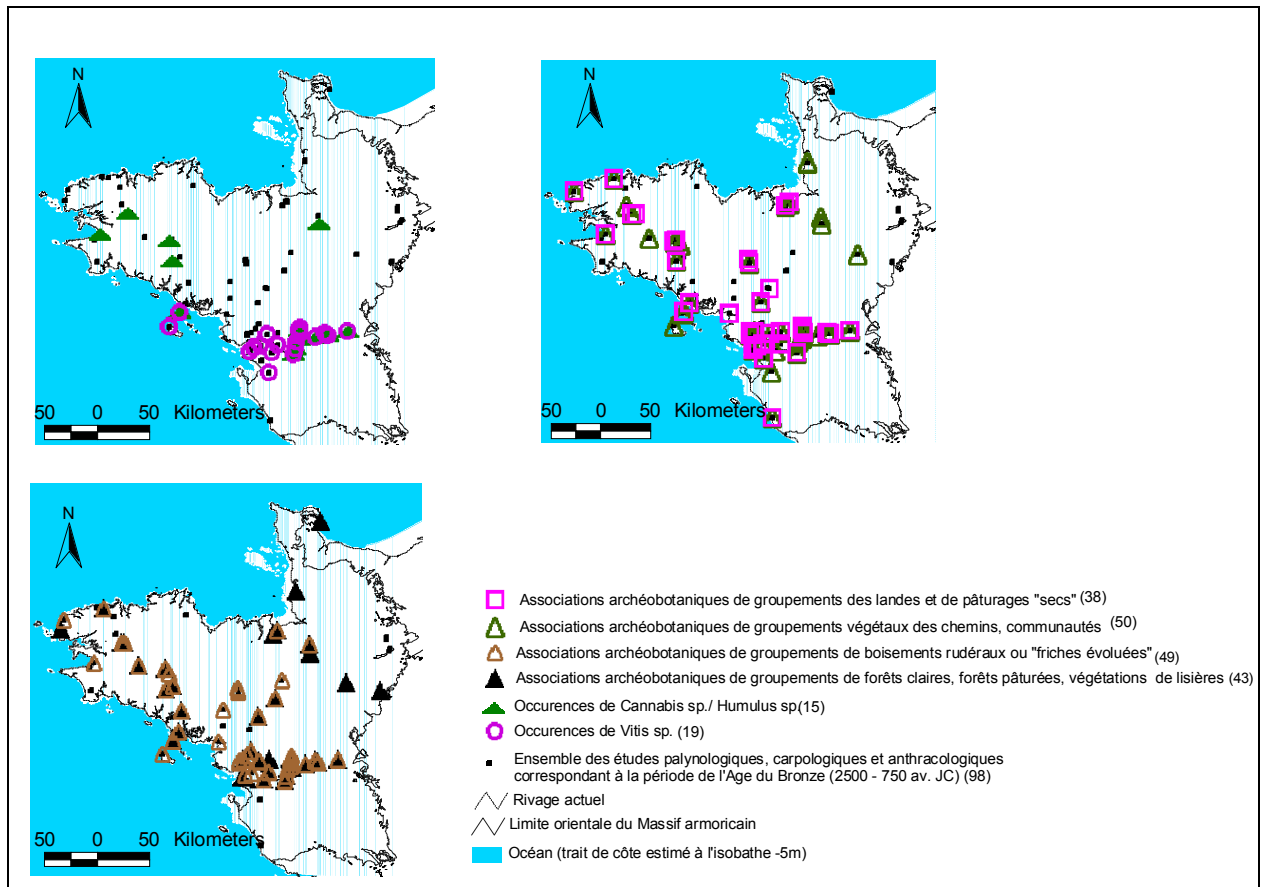 N
50 0 50 Kilometers
N
50 0 50 Kilometers
N
50 0 50 Kilometers
Associations archéobotaniques de groupements des landes et de pâturages "secs" (38)
Associations archéobotaniques de groupements végétaux des chemins, communautés (50)
Associations archéobotaniques de groupements de boisements rudéraux ou "friches évoluées" (49)
Associations archéobotaniques de groupements de forêts claires, forêts pâturées, végétations de lisières (43)
Occurences de Cannabis sp./ Humulus sp(15)
Occurences de Vitis sp. (19)
Ensemble des études palynologiques, carpologiques et anthracologiques
correspondant à la période de l'Age du Bronze (2500 - 750 av. JC) (98)
Rivage actuel
Limite orientale du Massif armoricain
Océan (trait de côte estimé à l'isobathe -5m)